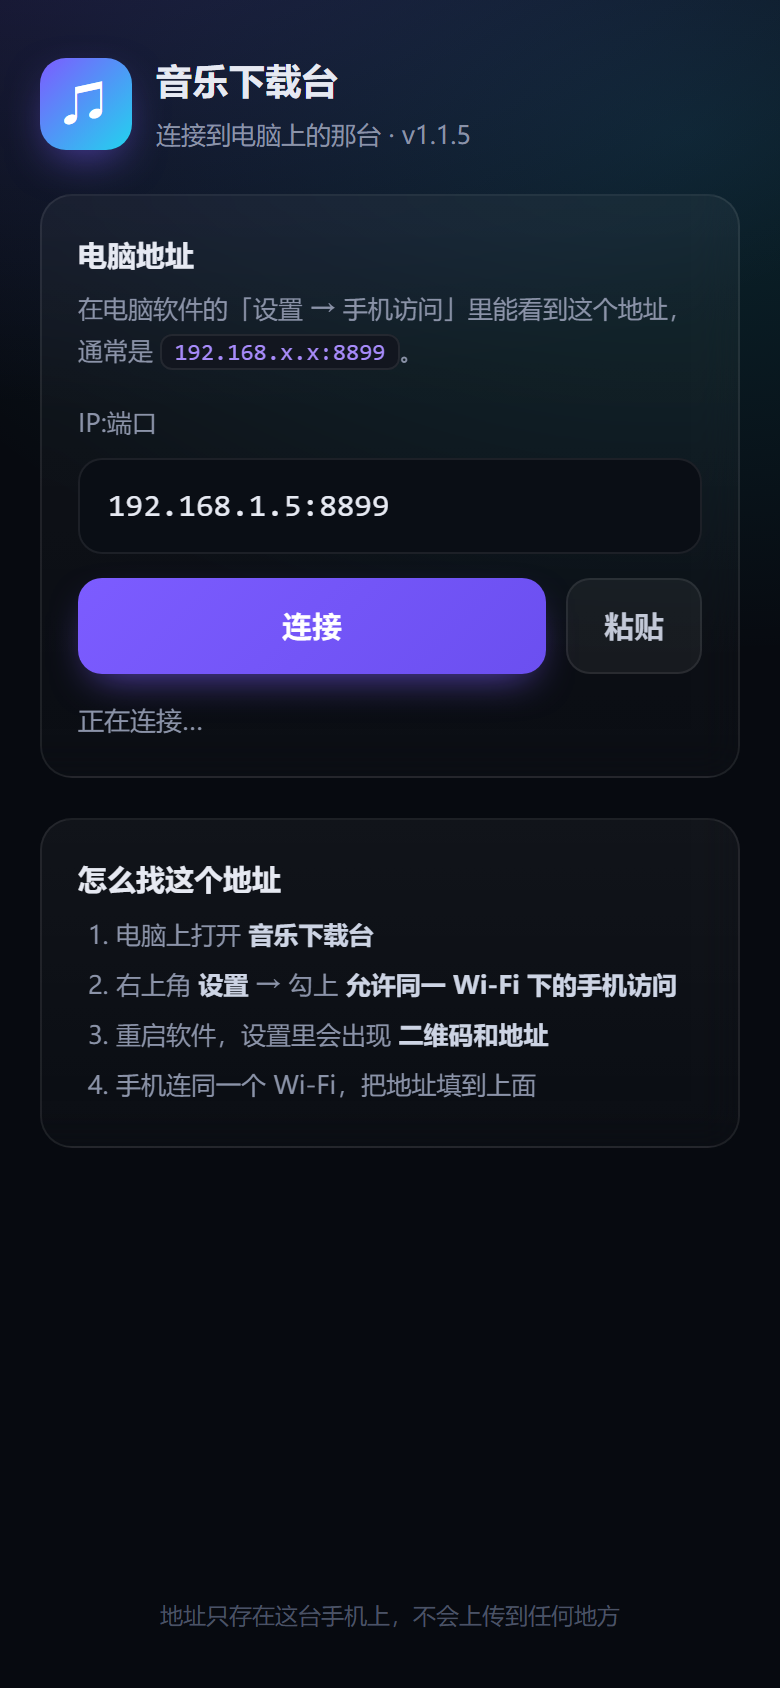 音乐下载台
连接到电脑上的那台 · v1.1.5
电脑地址
在电脑软件的「设置 → 手机访问」里能看到这个地址，
通常是 192.168.x.x:8899 。
IP:端口
192.168.1.5:8899
连接
粘贴
正在连接...
怎么找这个地址
1. 电脑上打开 音乐下载台
2. 右上角 设置 → 勾上 允许同一 Wi-Fi 下的手机访问
3. 重启软件，设置里会出现 二维码和地址
4. 手机连同一个 Wi-Fi，把地址填到上面
地址只存在这台手机上，不会上传到任何地方